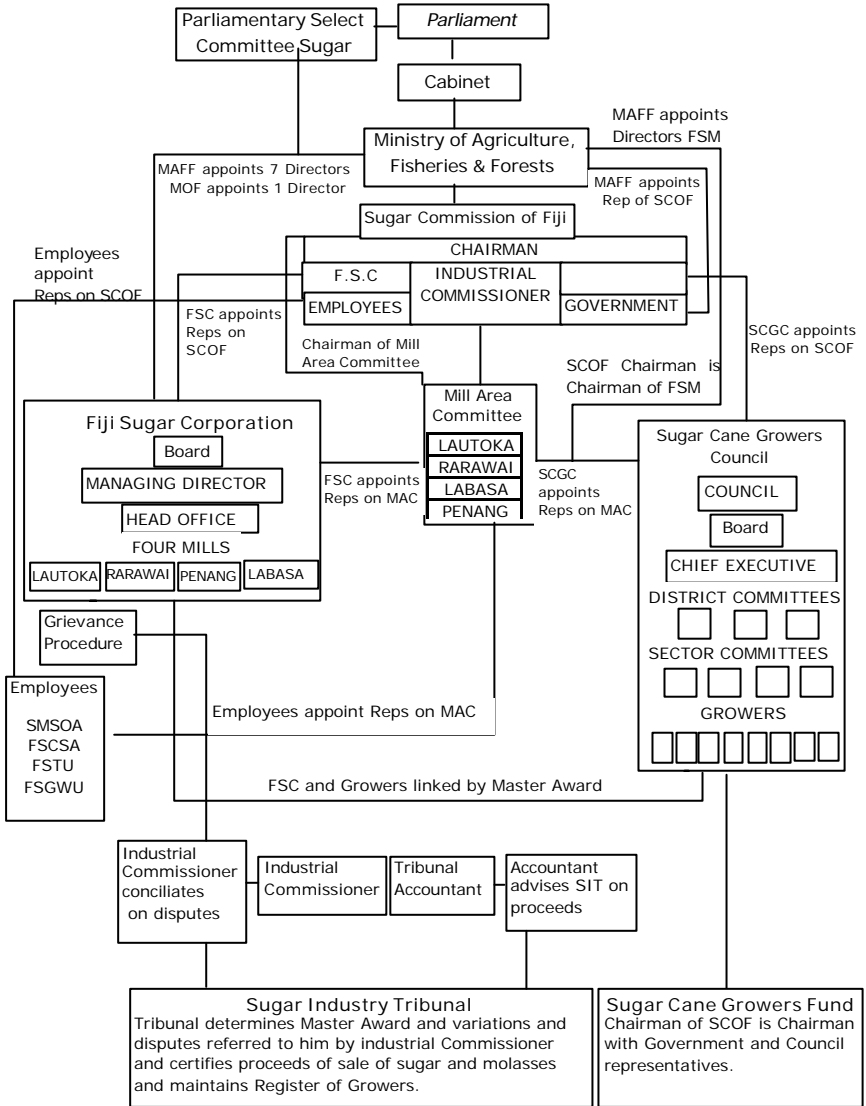 Parliamentary Select
Committee Sugar
Parliament
Cabinet
MAFF appoints
Directors FSM
Ministry of Agriculture,
Fisheries & Forests
MAFF appoints 7 Directors
MOF appoints 1 Director
MAFF appoints
Rep of SCOF
Sugar Commission of Fiji
CHAIRMAN
Employees
appoint
Reps on SCOF
F.S.C
INDUSTRIAL
COMMISSIONER
EMPLOYEES
GOVERNMENT
FSC appoints
Reps on
SCOF
Chairman of Mill
Area Committee
SCGC appoints
Reps on SCOF
SCOF Chairman is
Chairman of FSM
Mill Area
Committee
LAUTOKA
RARAWAI
LABASA
PENANG
Fiji Sugar Corporation
Board
MANAGING DIRECTOR
HEAD OFFICE
FOUR MILLS
LAUTOKA
RARAWAI
PENANG
LABASA
FSC appoints
Reps on MAC
SCGC
appoints
Reps on MAC
Sugar Cane Growers
Council
COUNCIL
Board
CHIEF EXECUTIVE
DISTRICT COMMITTEES
SECTOR COMMITTEES
GROWERS
Grievance
Procedure
Employees
SMSOA
FSCSA
FSTU
FSGWU
Employees appoint Reps on MAC
FSC and Growers linked by Master Award
Industrial
Commissioner
conciliates
on disputes
Industrial
Commissioner
Tribunal
Accountant
Accountant
advises SIT on
proceeds
Sugar Industry Tribunal
Tribunal determines Master Award and variations and
disputes referred to him by industrial Commissioner
and certifies proceeds of sale of sugar and molasses
and maintains Register of Growers.
Sugar Cane Growers Fund
Chairman of SCOF is Chairman
with Government and Council
representatives.